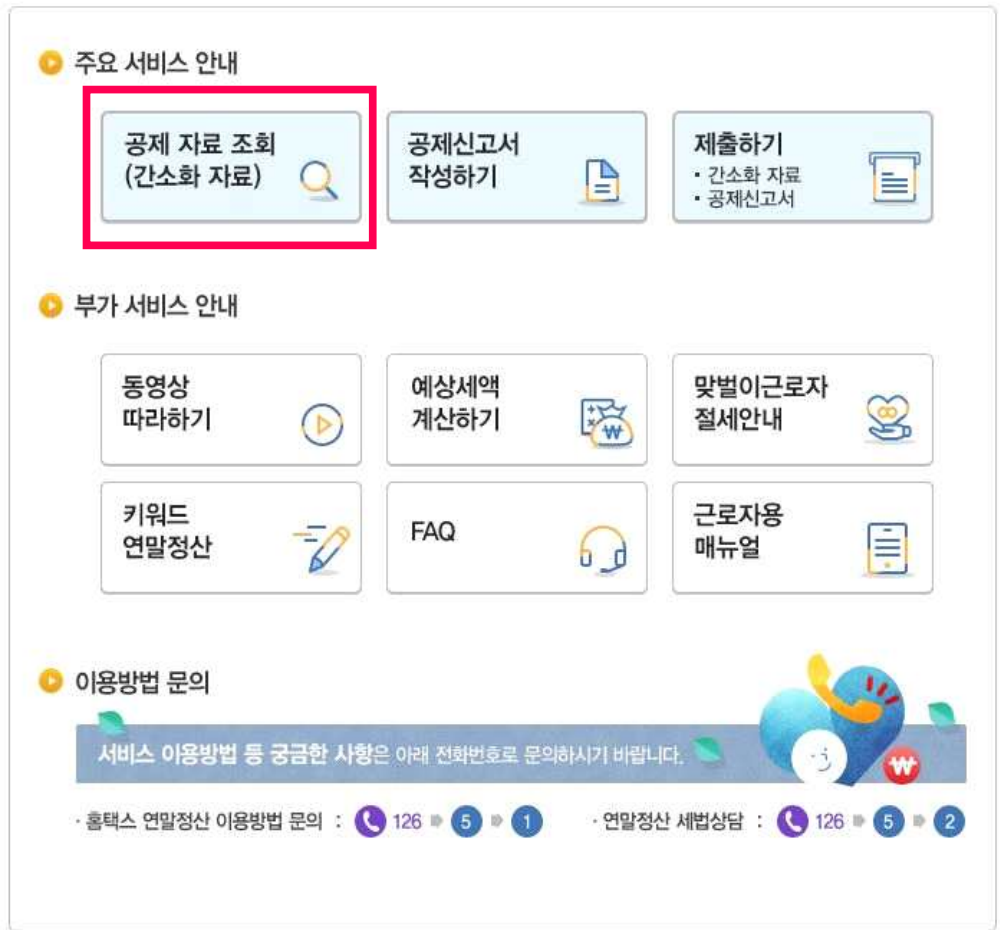 주요 서비스 안내
공제 자료 조회
(간소화 자료)
공제신고서
작성하기
제출하기
· 간소화 자료
· 공제신고서
부가 서비스 안내
동영상
따라하기
예상세액
계산하기
맞벌이근로자
절세안내
키워드
연말정산
FAQ
근로자용
매뉴얼
이용방법 문의
서비스 이용방법 등 궁금한 사항은 아래 전화번호로 문의하시기 바랍니다.
· 홈택스 연말정산 이용방법 문의 : 126 5 1
· 연말정산 세법상담 : 126 5 2